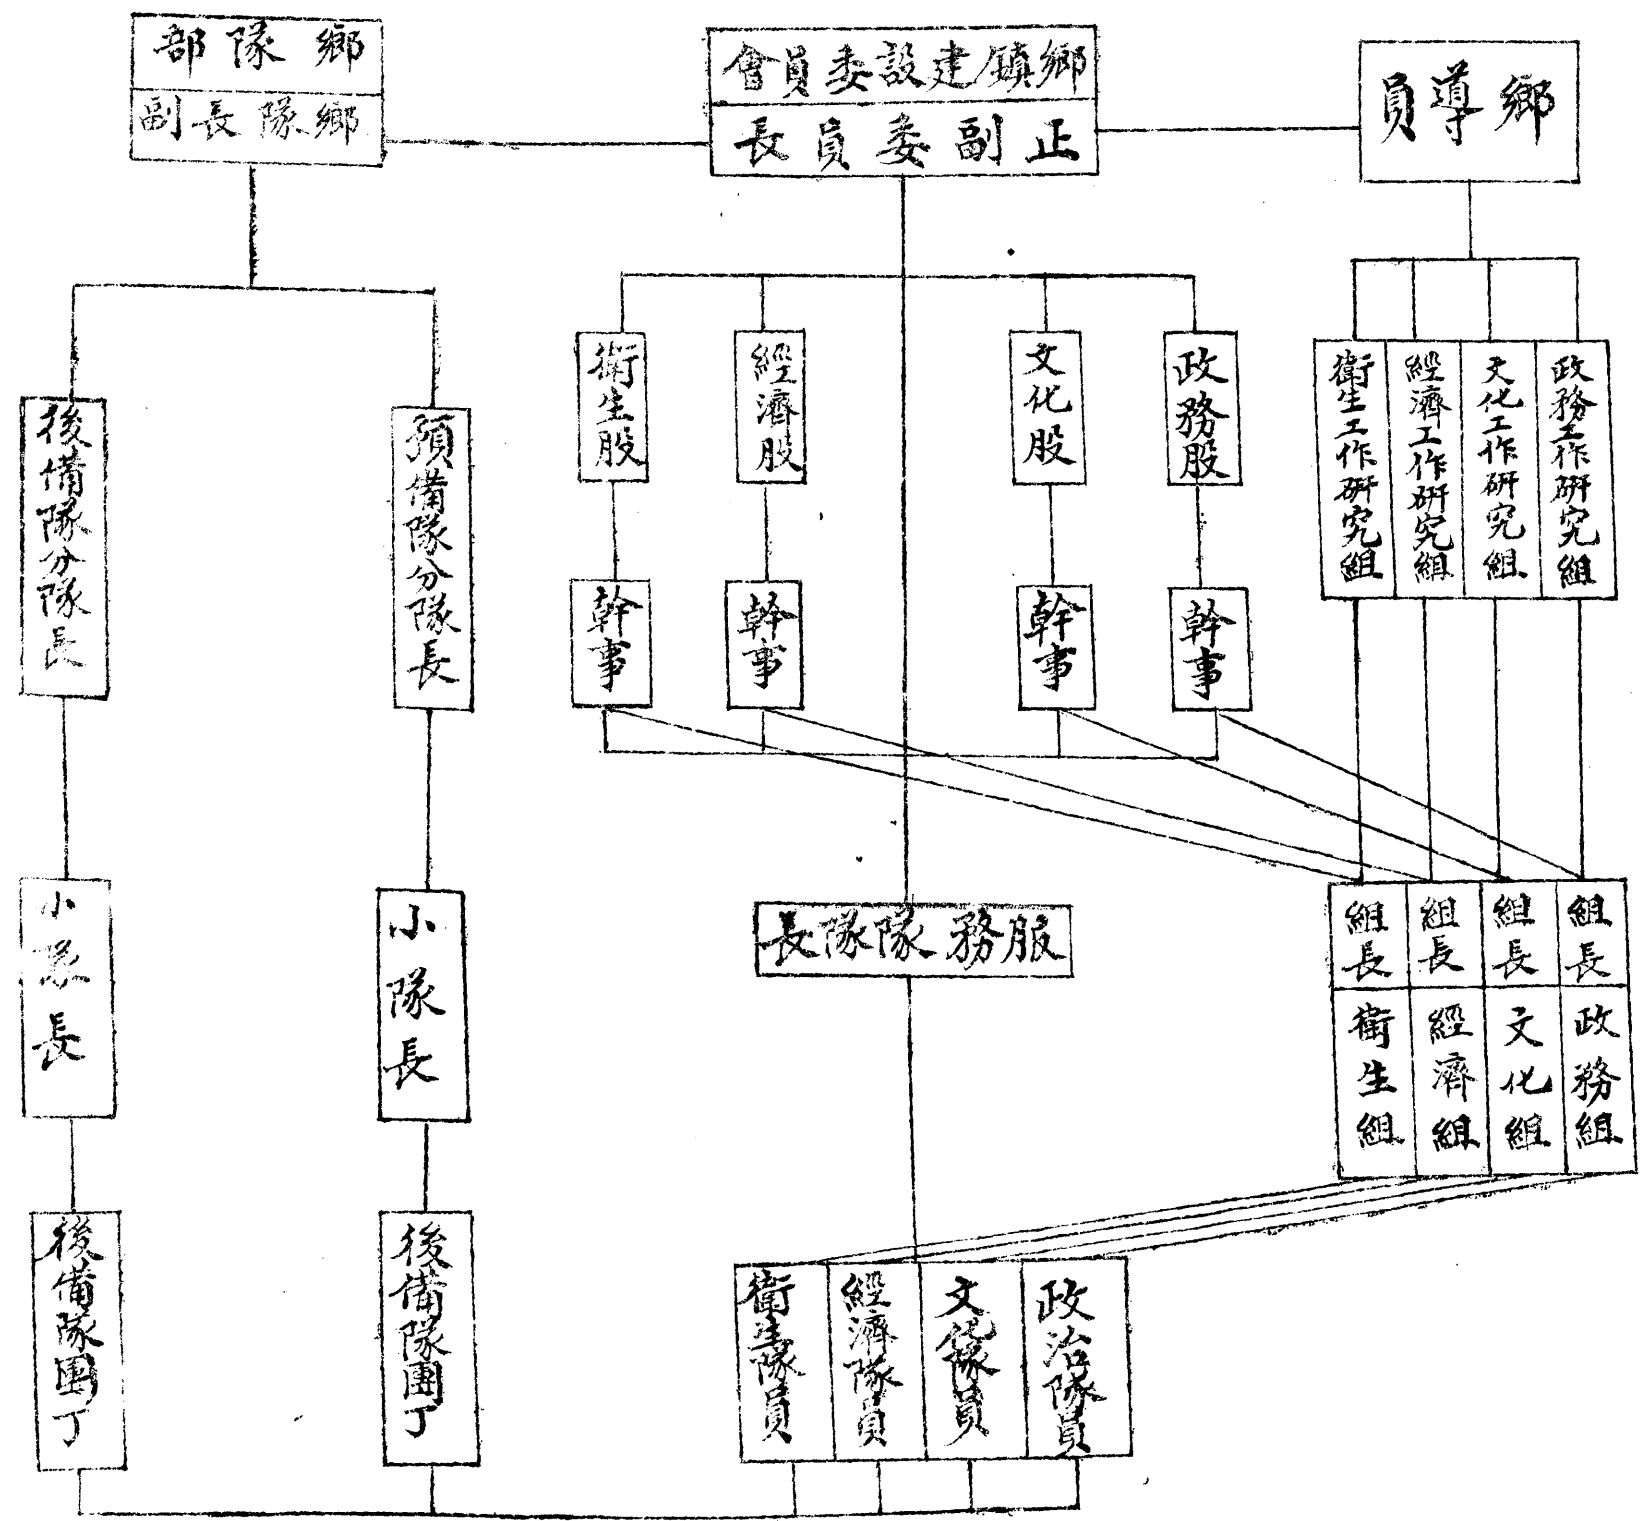 鄉隊部
鄉隊長副
鄉鎮建設委員會
正副委員長
鄉導員
衛生股
經濟股
文化股
政務股
幹事
幹事
幹事
幹事
政務工作研究組
文化工作研究組
經濟工作研究組
衛生工作研究組
後備隊分隊長
預備隊分隊長
小隊長
小隊長
後備隊團丁
後備隊團丁
服務隊隊長
組長
組長
組長
組長
政務組
文化組
經濟組
衛生組
政治隊員
文化隊員
經濟隊員
衛生隊員